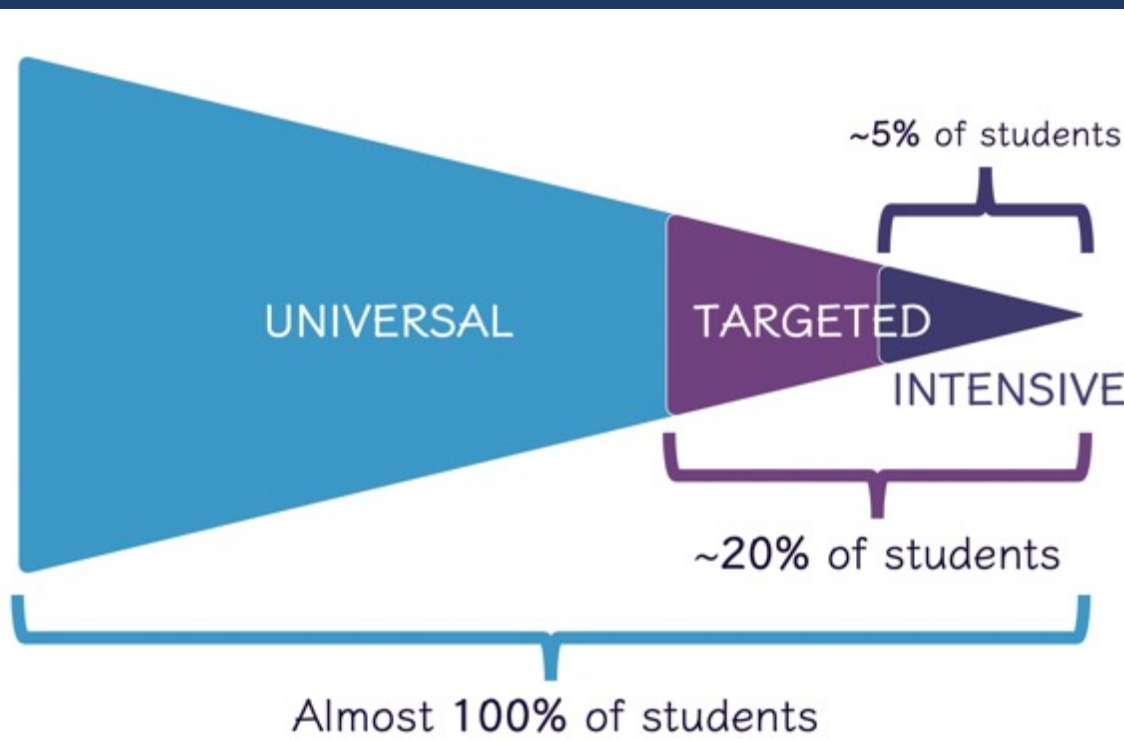 ~5% of students
UNIVERSAL
TARGETED
INTENSIVE
~20% of students
Almost 100% of students